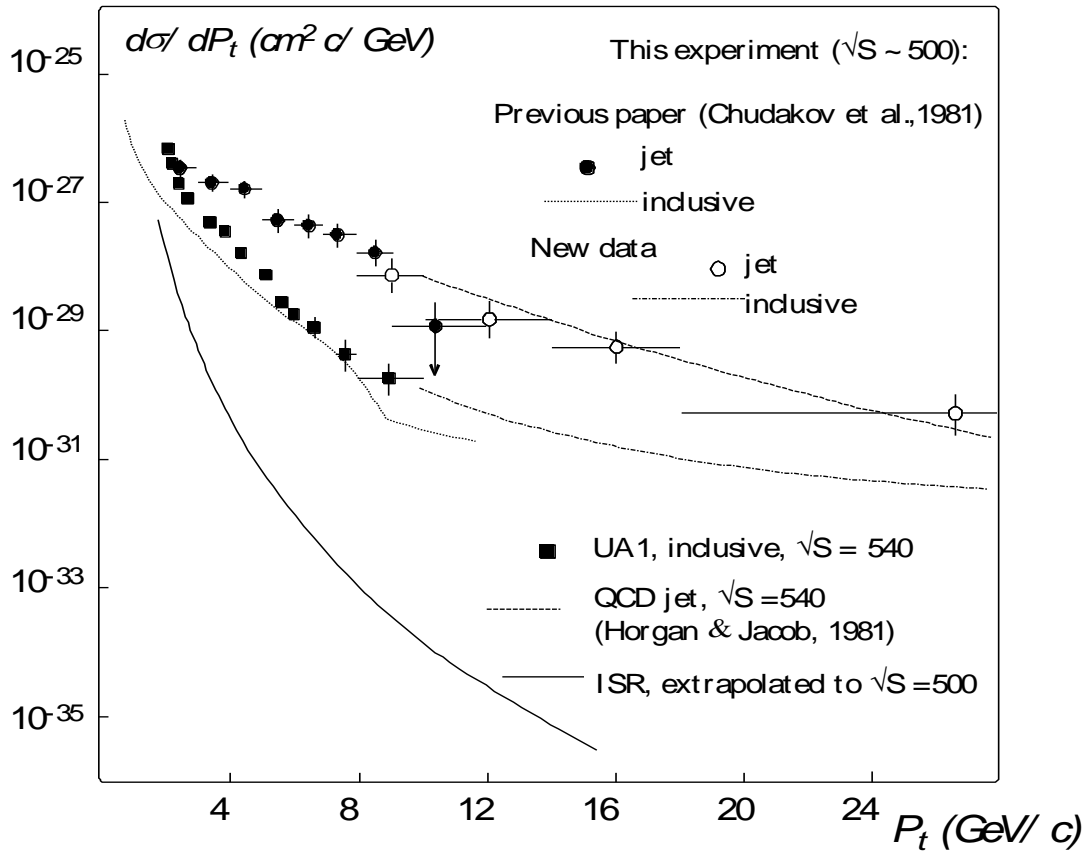 dσ/ dPt (cm² c/ GeV)
This experiment (√S ~ 500):
Previous paper (Chudakov et al.,1981)
jet
inclusive
New data
jet
inclusive
10-25
10-27
10-29
10-31
10-33
10-35
UA1, inclusive, √S = 540
QCD jet, √S =540
(Horgan & Jacob, 1981)
ISR, extrapolated to √S =500
4 8 12 16 20 24
Pt (GeV/ c)